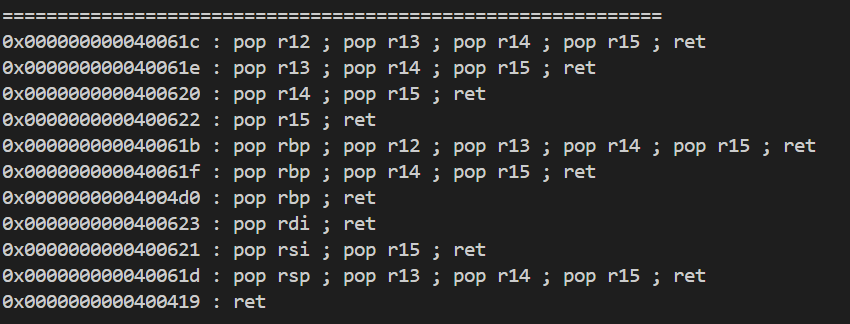 ============================================================
0x000000000040061c : pop r12 ; pop r13 ; pop r14 ; pop r15 ; ret
0x000000000040061e : pop r13 ; pop r14 ; pop r15 ; ret
0x0000000000400620 : pop r14 ; pop r15 ; ret
0x0000000000400622 : pop r15 ; ret
0x000000000040061b : pop rbp ; pop r12 ; pop r13 ; pop r14 ; pop r15 ; ret
0x000000000040061f : pop rbp ; pop r14 ; pop r15 ; ret
0x00000000004004d0 : pop rbp ; ret
0x0000000000400623 : pop rdi ; ret
0x0000000000400621 : pop rsi ; pop r15 ; ret
0x000000000040061d : pop rsp ; pop r13 ; pop r14 ; pop r15 ; ret
0x0000000000400419 : ret